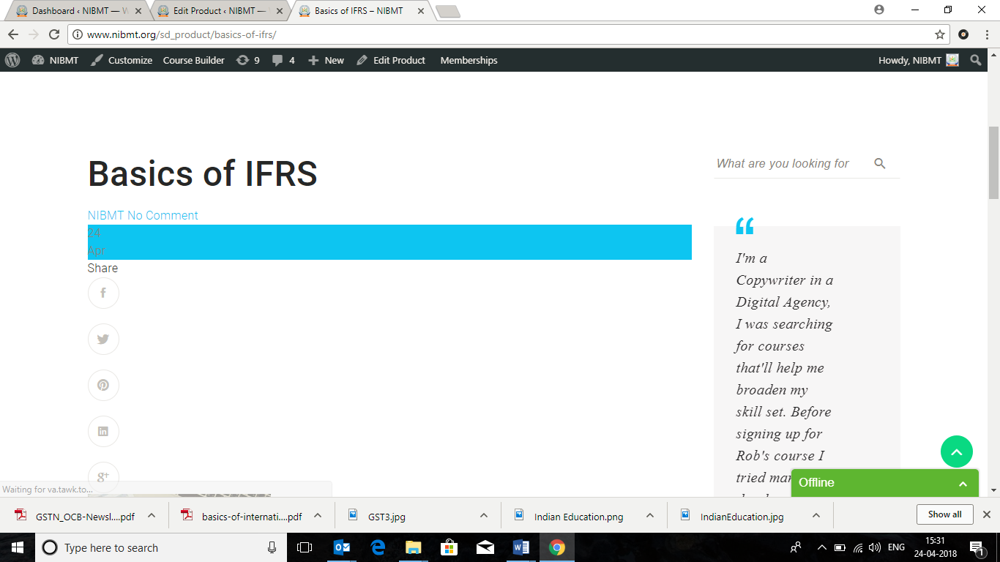 Dashboard ‹ NIBMT — W
Edit Product ‹ NIBMT —
Basics of IFRS – NIBMT
www.nibmt.org/sd_product/basics-of-ifrs/
NIBMT
Customize
Course Builder
9
4
New
Edit Product
Memberships
Howdy, NIBMT
Basics of IFRS
What are you looking for
NIBMT No Comment
24
Apr
Share
“
I'm a
Copywriter in a
Digital Agency,
I was searching
for courses
that'll help me
broaden my
skill set. Before
signing up for
Rob's course I
tried
Offline
Waiting for va.tawk.to...
GSTN_OCB-Newsl....pdf
basics-of-internati....pdf
GST3.jpg
Indian Education.png
IndianEducation.jpg
Show all
Type here to search
ENG
15:31
24-04-2018
1